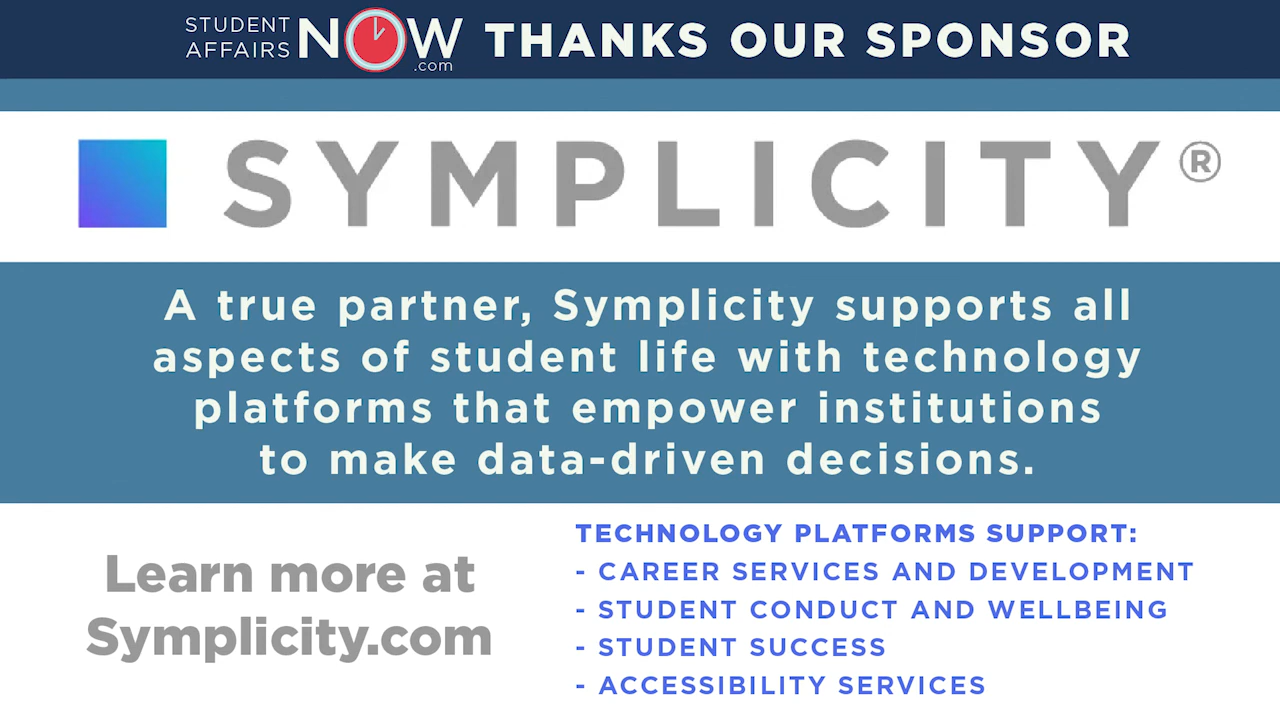 STUDENT AFFAIRS NOW .com THANKS OUR SPONSOR
SYMPLICITY®
A true partner, Symplicity supports all
aspects of student life with technology
platforms that empower institutions
to make data-driven decisions.
Learn more at
Symplicity.com
TECHNOLOGY PLATFORMS SUPPORT:
- CAREER SERVICES AND DEVELOPMENT
- STUDENT CONDUCT AND WELLBEING
- STUDENT SUCCESS
- ACCESSIBILITY SERVICES